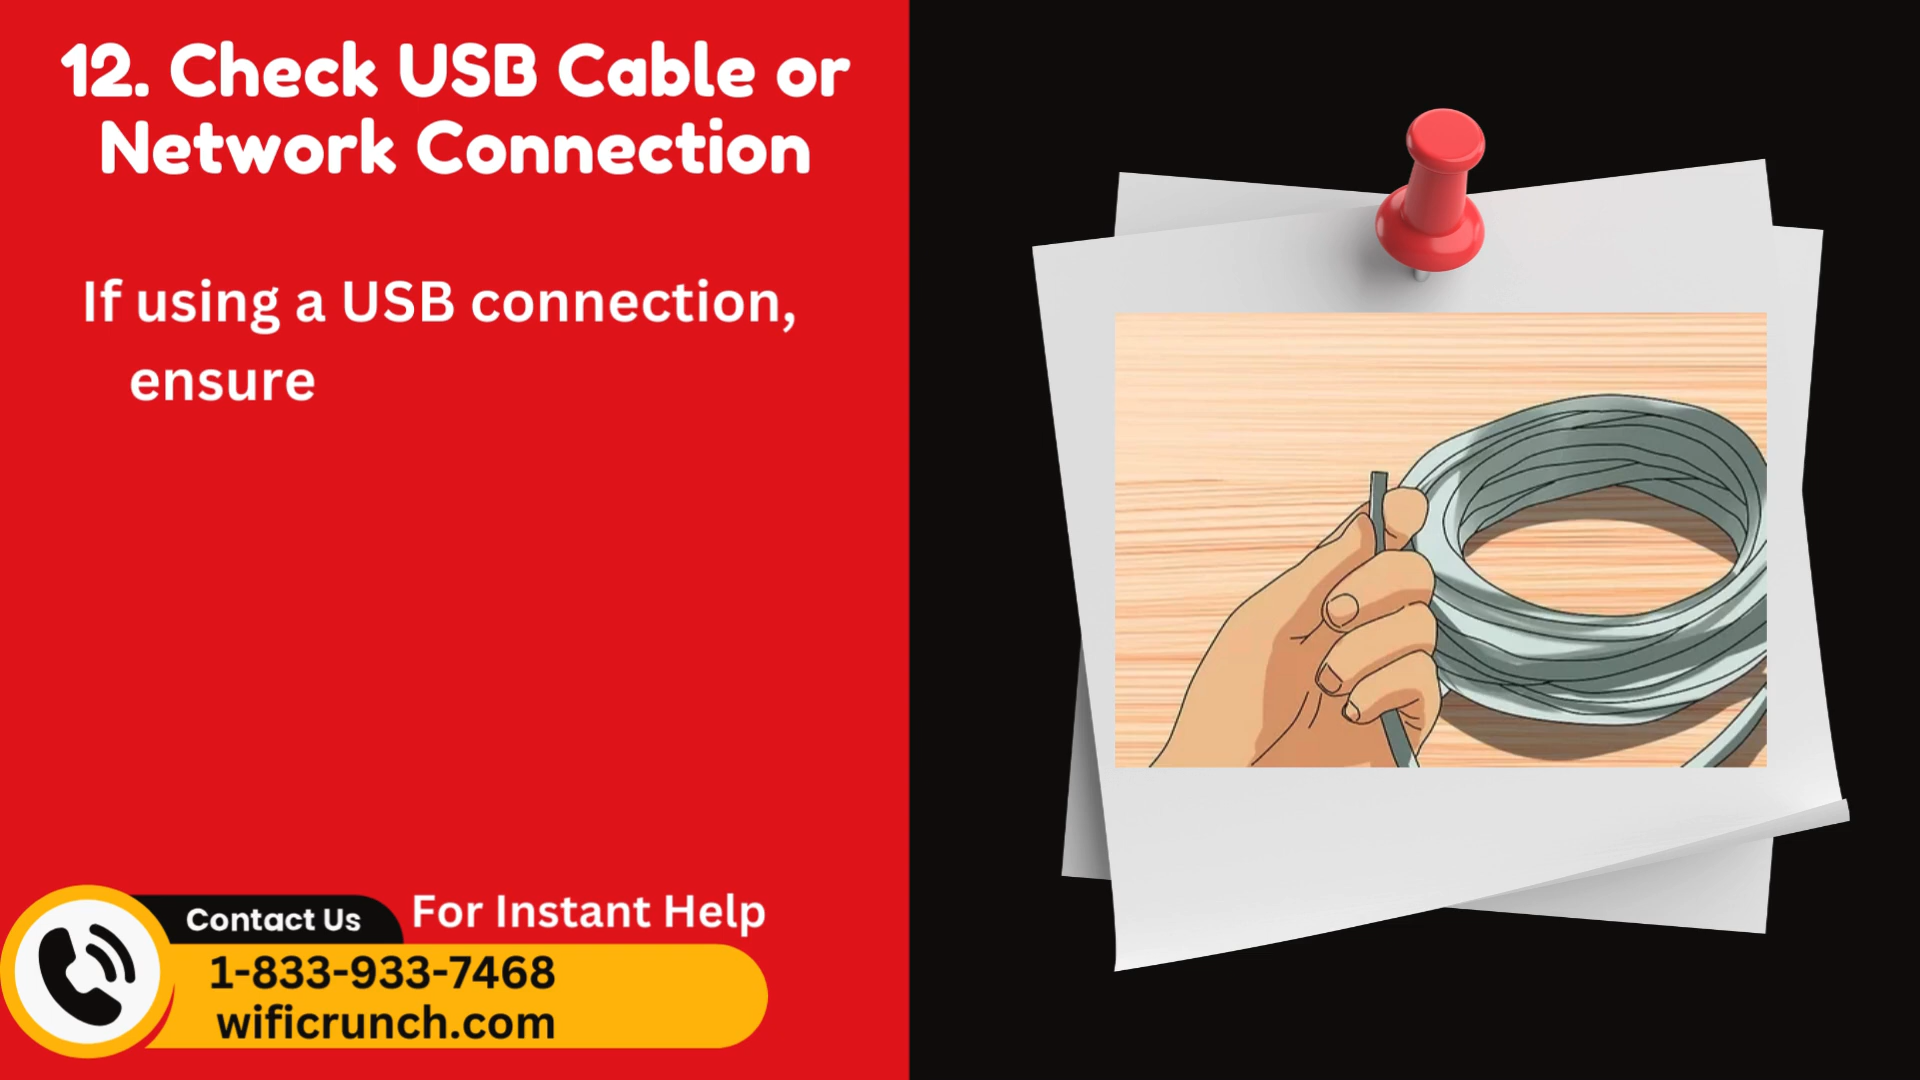 12. Check USB Cable or
Network Connection
If using a USB connection,
ensure
Contact Us
For Instant Help
1-833-933-7468
wificrunch.com